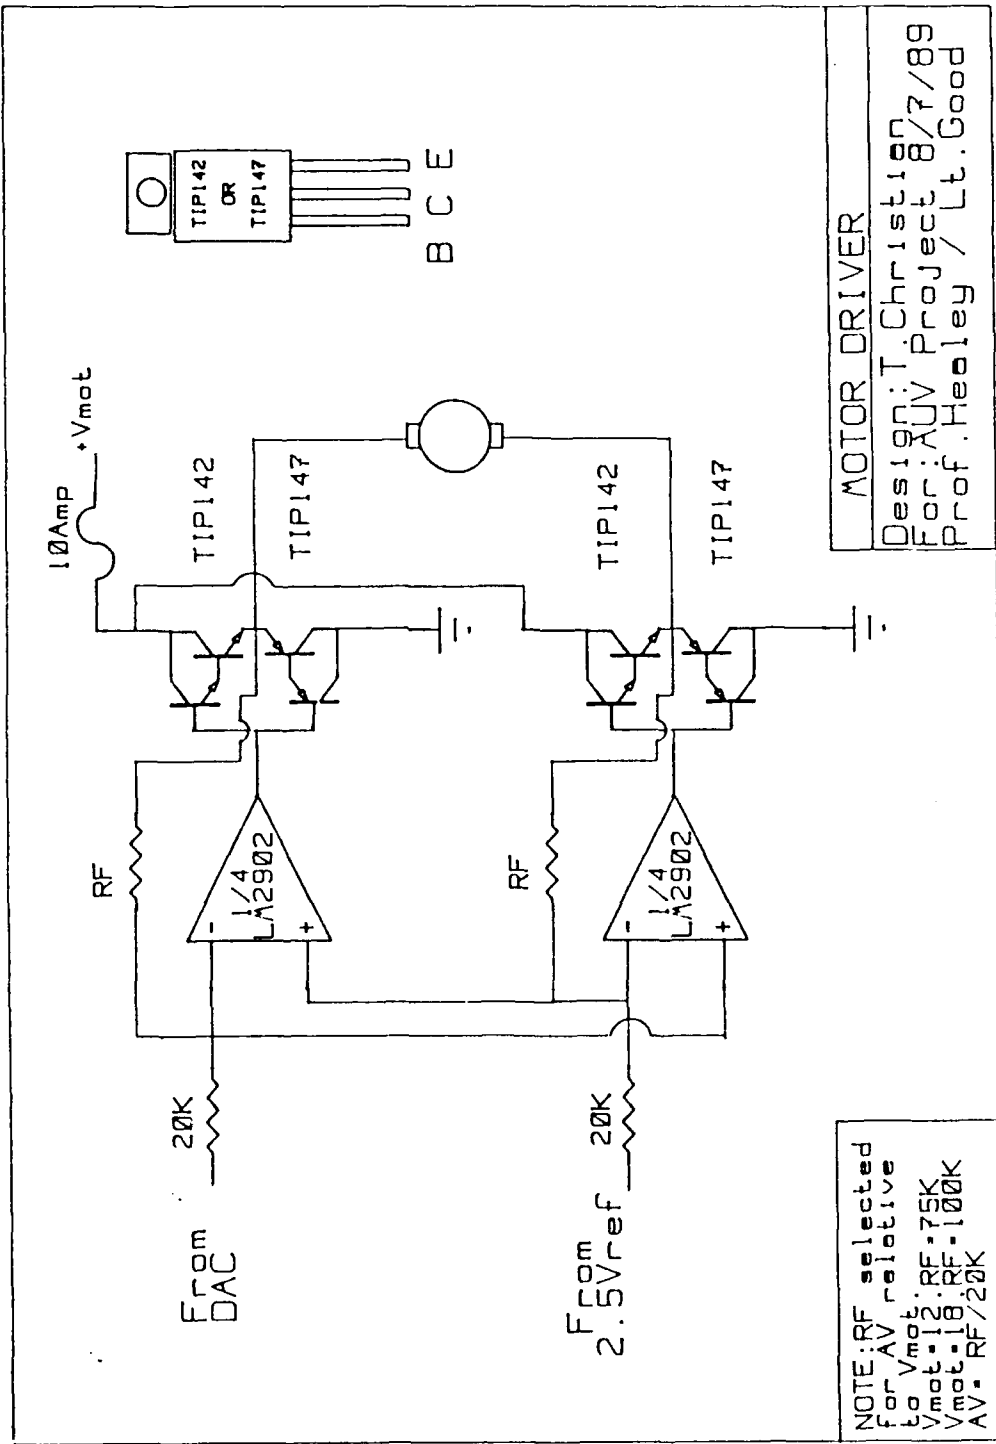 10Amp
+Vmot
TIP142
TIP147
TIP142
OR
TIP147
B C E
RF
1/4
LM2902
-
+
20K
From
DAC
RF
1/4
LM2902
-
+
TIP142
TIP147
20K
From
2.5Vref
NOTE:RF selected
for AV relative
to Vmot.
Vmot=12.RF=75K
Vmot=18.RF=100K
AV= RF/20K
MOTOR DRIVER
Design:T.Christian
For:AUV Project 8/7/89
Prof.Healey / Lt.Good